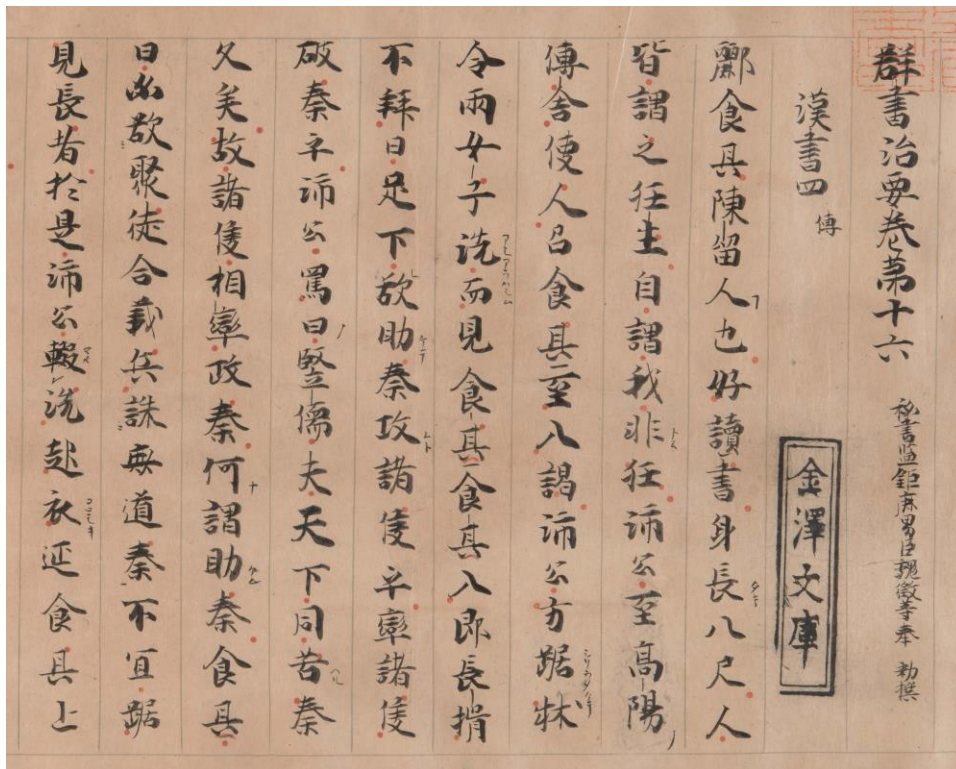 群書治要卷第十六
秘書監鉅鹿男臣魏徵等奉 勅撰
漢書四 傳
金澤文庫
酈食其陳留人也好讀書身長八尺人
皆謂之狂生自謂我非狂沛公至高陽
傳舍使人召食其至入謁沛公方踞牀
令兩女子洗而見食其食其入即長揖
不拜曰足下欲助秦攻諸侯乎率諸侯
破秦乎沛公罵曰豎儒夫天下同苦秦
久矣故諸侯相率攻秦何謂助秦食其
曰必欲聚徒合義兵誅無道秦不宜踞
見長者於是沛公輟洗起衣延食其上